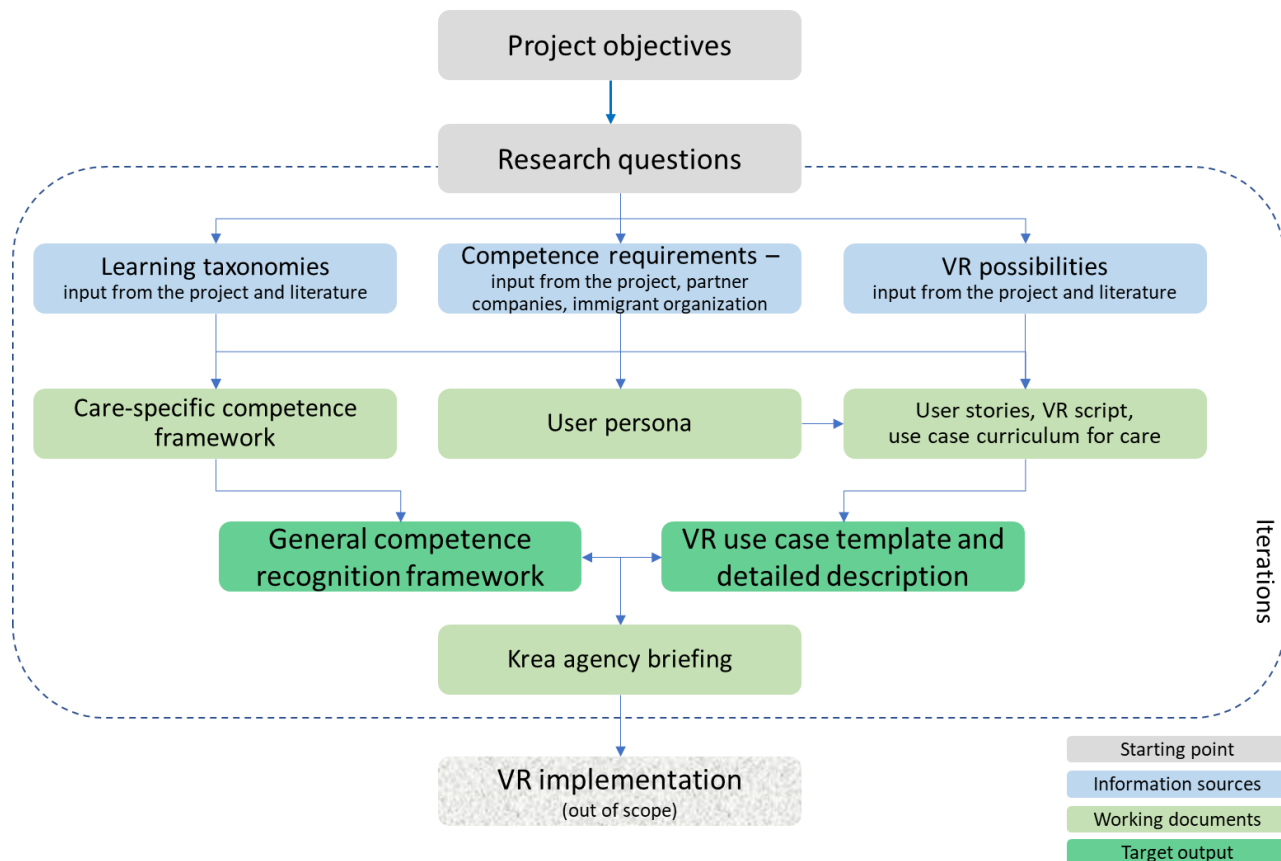 Project objectives
Research questions
Learning taxonomies
input from the project and literature
Competence requirements –
input from the project, partner
companies, immigrant organization
VR possibilities
input from the project and literature
Care-specific competence
framework
User persona
User stories, VR script,
use case curriculum for care
General competence
recognition framework
VR use case template and
detailed description
Iterations
Krea agency briefing
VR implementation
(out of scope)
Starting point
Information sources
Working documents
Target output